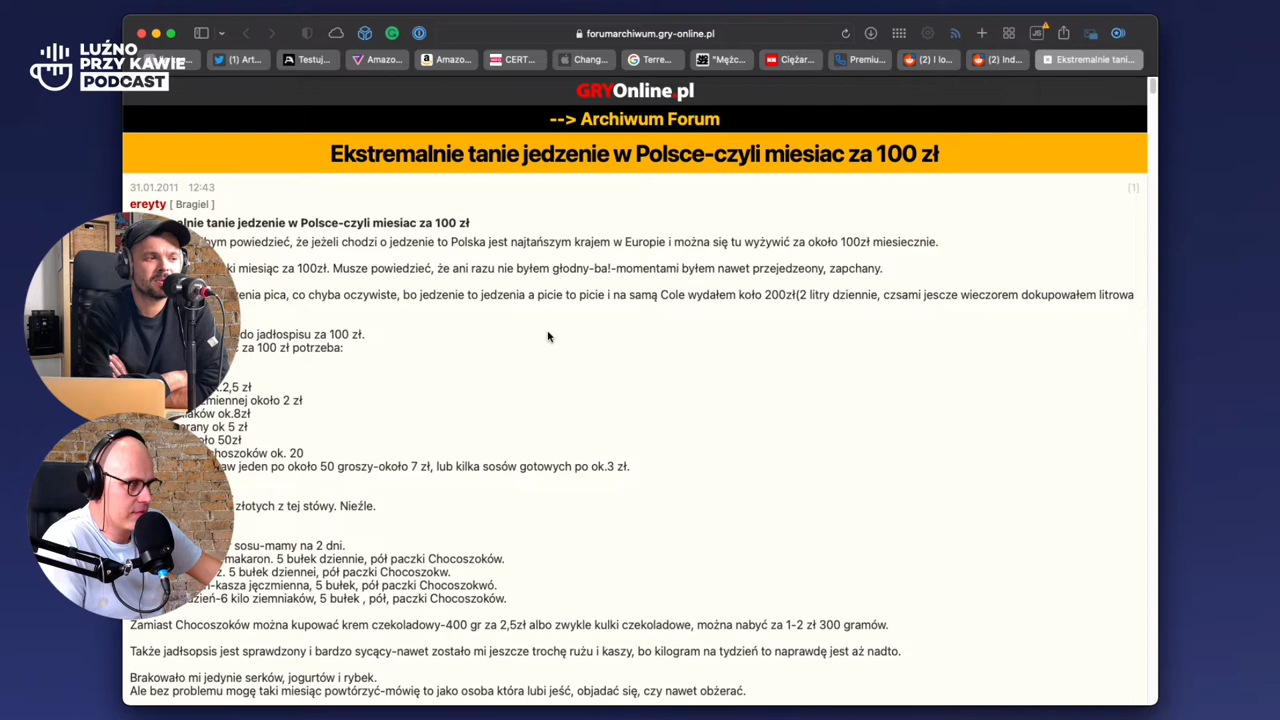 LUŹNO
PRZY KAWIE
PODCAST
forumarchiwum.gry-online.pl
(1) Art...
Testuj...
Amazo...
Amazo...
CERT...
Chang...
Terre...
"Mężc...
Ciężar...
Premiu...
(2) I lo...
(2) Ind...
Ekstremalnie tani...
GRYOnline.pl
--> Archiwum Forum
Ekstremalnie tanie jedzenie w Polsce-czyli miesiac za 100 zł
31.01.2011 12:43
[1]
ereyty [ Bragiel ]
alnie tanie jedzenie w Polsce-czyli miesiac za 100 zł
bym powiedzieć, że jeżeli chodzi o jedzenie to Polska jest najtańszym krajem w Europie i można się tu wyżywić za około 100zł miesiecznie.
ki miesiąc za 100zł. Musze powiedzieć, że ani razu nie byłem głodny-ba!-momentami byłem nawet przejedzeony, zapchany.
zenia pica, co chyba oczywiste, bo jedzenie to jedzenia a picie to picie i na samą Cole wydałem koło 200zł(2 litry dziennie, czsami jescze wieczorem dokupowałem litrowa
do jadłospisu za 100 zł.
za 100 zł potrzeba:
.2,5 zł
zmiennej około 2 zł
iaków ok.8zł
rany ok 5 zł
oło 50zł
hoszoków ok. 20
aw jeden po około 50 groszy-około 7 zł, lub kilka sosów gotowych po ok.3 zł.
złotych z tej stówy. Nieźle.
sosu-mamy na 2 dni.
makaron. 5 bułek dziennie, pół paczki Chocoszoków.
z. 5 bułek dziennei, pół paczki Chocoszokw.
n-kasza jęczmienna, 5 bułek, pół paczki Chocoszokwó.
dzień-6 kilo ziemniaków, 5 bułek , pół, paczki Chocoszoków.
Zamiast Chocoszoków można kupować krem czekoladowy-400 gr za 2,5zł albo zwykle kulki czekoladowe, można nabyć za 1-2 zł 300 gramów.
Także jadłsopsis jest sprawdzony i bardzo sycący-nawet zostało mi jeszcze trochę rużu i kaszy, bo kilogram na tydzień to naprawdę jest aż nadto.
Brakowało mi jedynie serków, jogurtów i rybek.
Ale bez problemu mogę taki miesiąc powtórzyć-mówię to jako osoba która lubi jeść, objadać się, czy nawet obżerać.